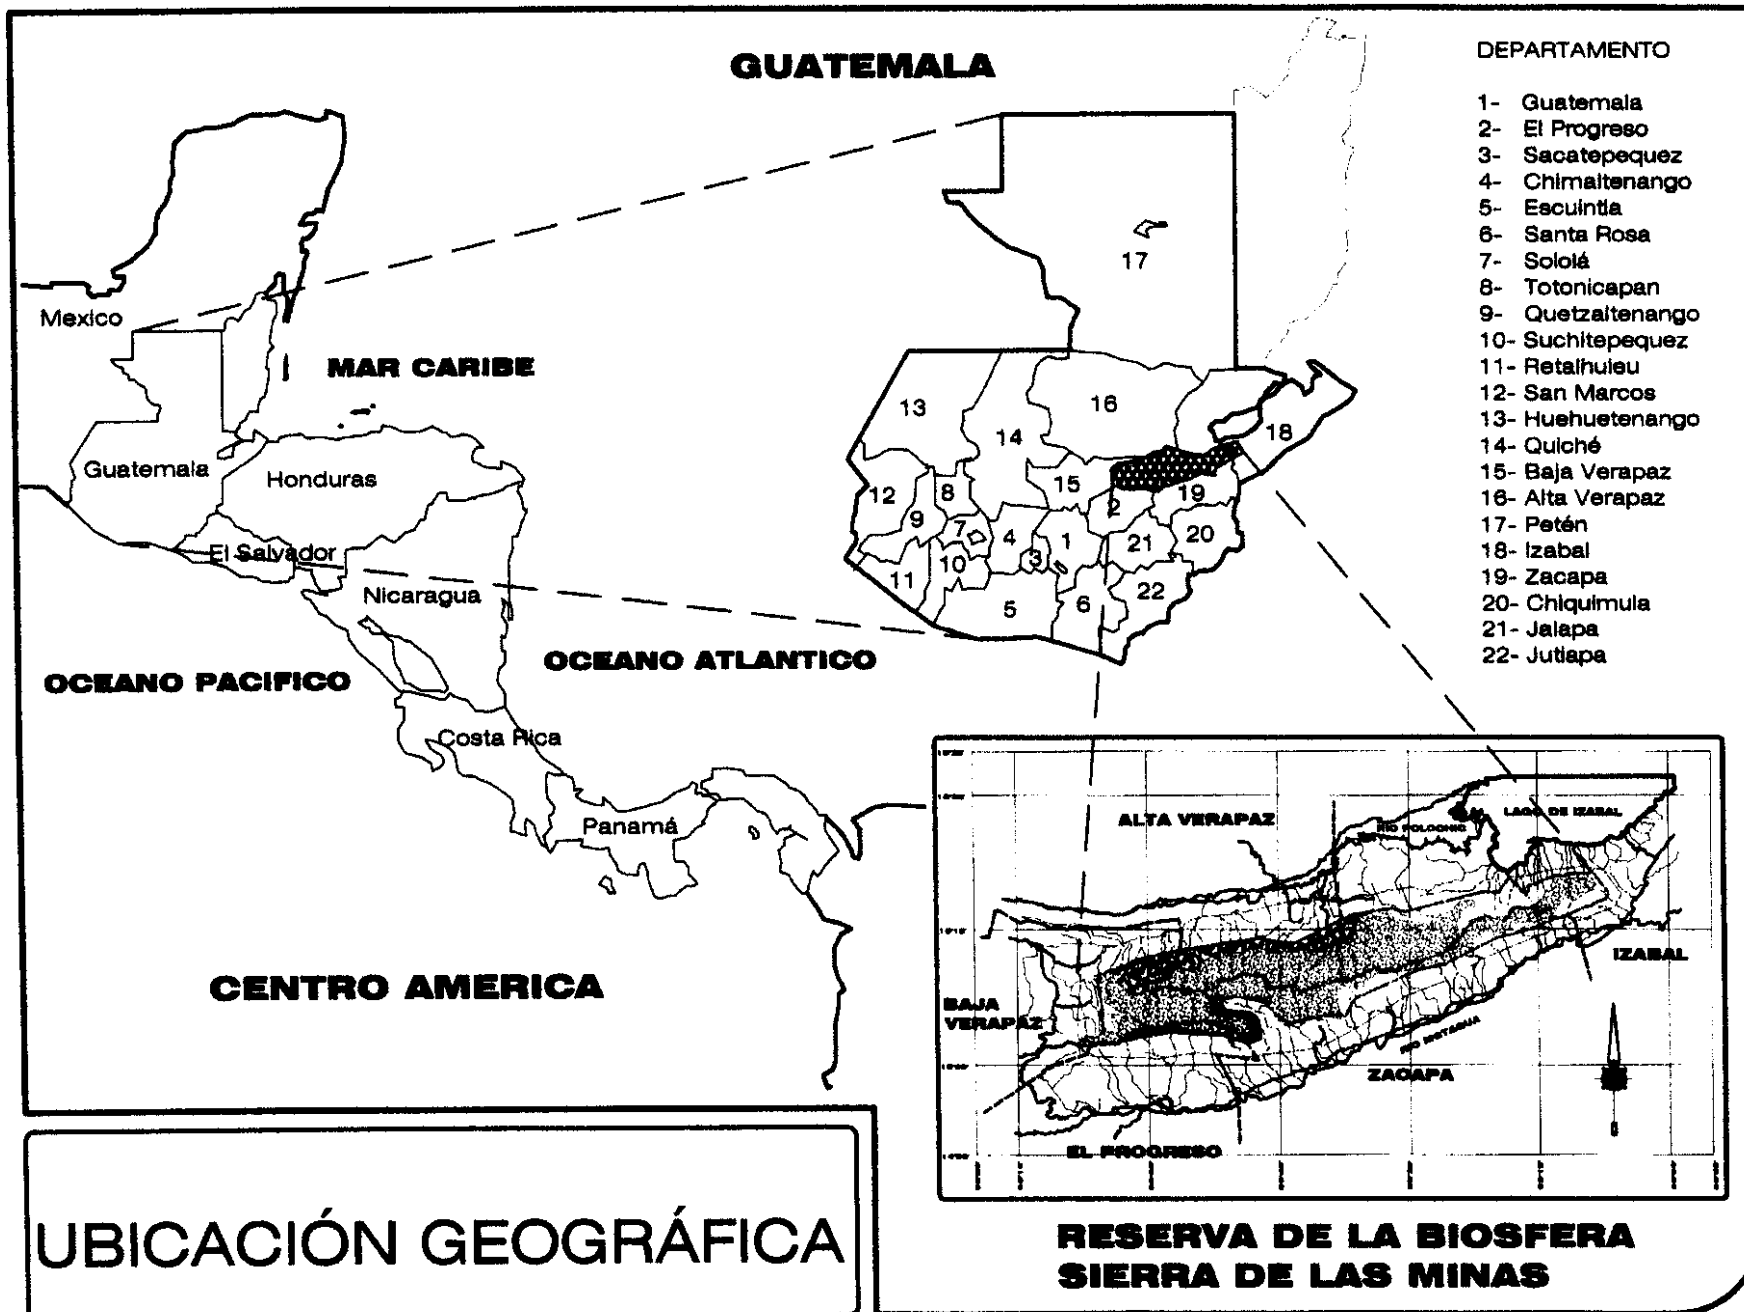 GUATEMALA
DEPARTAMENTO
1- Guatemala
2- El Progreso
3- Sacatepequez
4- Chimaltenango
5- Escuintla
6- Santa Rosa
7- Sololá
8- Totonicapan
9- Quetzaltenango
10- Suchitepequez
11- Retalhuleu
12- San Marcos
13- Huehuetenango
14- Quiché
15- Baja Verapaz
16- Alta Verapaz
17- Petén
18- Izabal
19- Zacapa
20- Chiquimula
21- Jalapa
22- Jutiapa
Mexico
MAR CARIBE
Guatemala
Honduras
El Salvador
Nicaragua
OCEANO ATLANTICO
OCEANO PACIFICO
Costa Rica
Panamá
CENTRO AMERICA
17
13
16
14
18
12
8
15
19
9
2
7
4
1
21
20
3
10
11
5
6
22
ALTA VERAPAZ
LAGO DE IZABAL
RIO POLOCHIC
IZABAL
BAJA
VERAPAZ
RIO MOTAGUA
ZACAPA
EL PROGRESO
UBICACIÓN GEOGRÁFICA
RESERVA DE LA BIOSFERA
SIERRA DE LAS MINAS